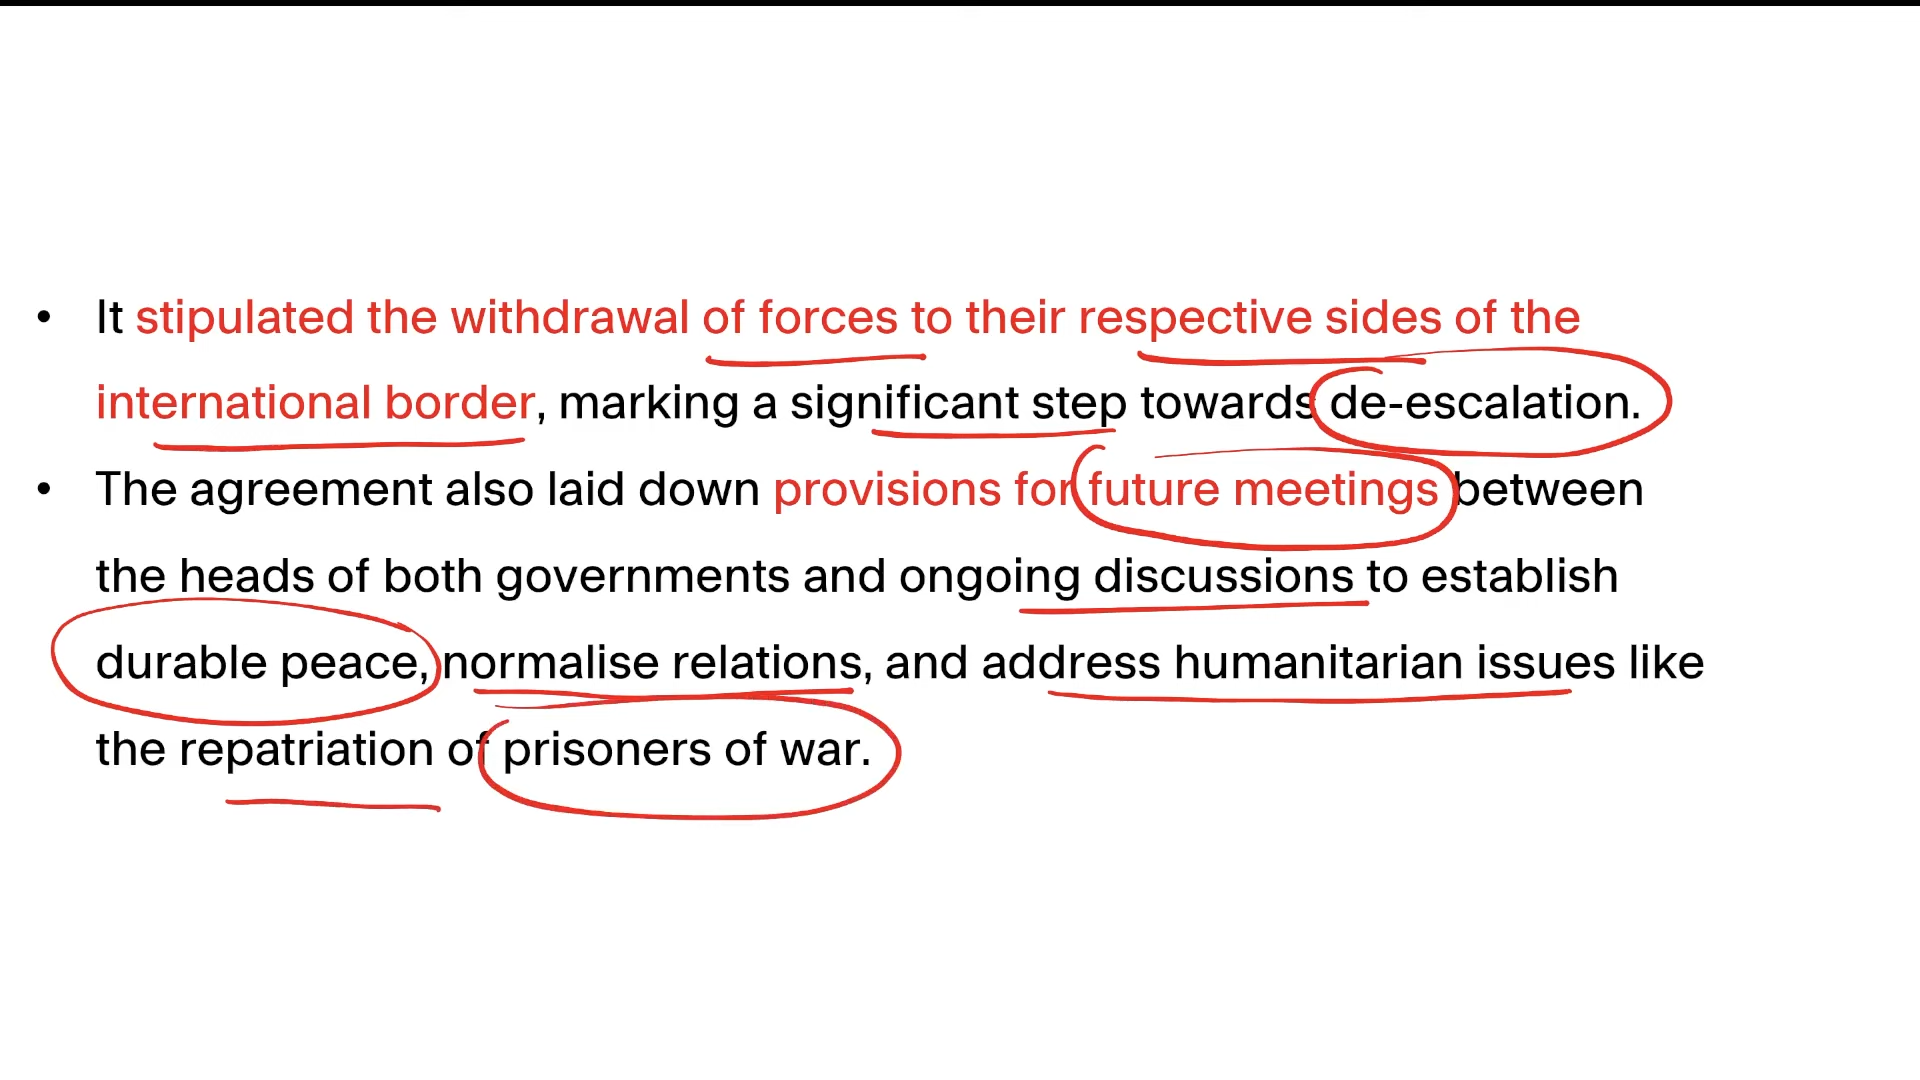 • It stipulated the withdrawal of forces to their respective sides of the
international border, marking a significant step towards de-escalation.
• The agreement also laid down provisions for future meetings between
the heads of both governments and ongoing discussions to establish
durable peace, normalise relations, and address humanitarian issues like
the repatriation of prisoners of war.